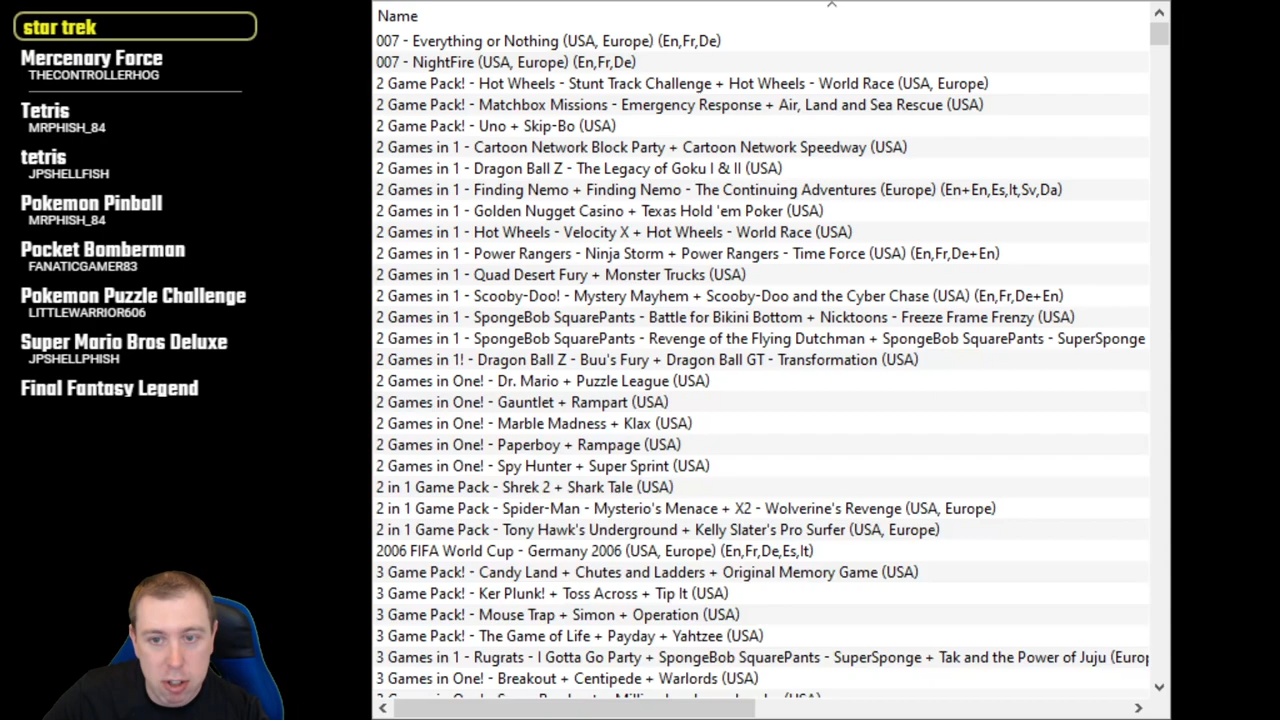 star trek
Mercenary Force
THECONTROLLERHOG
Tetris
MRPHISH_84
tetris
JPSHELLFISH
Pokemon Pinball
MRPHISH_84
Pocket Bomberman
FANATICGAMER83
Pokemon Puzzle Challenge
LITTLEWARRIOR606
Super Mario Bros Deluxe
JPSHELLPHISH
Final Fantasy Legend
Name
007 - Everything or Nothing (USA, Europe) (En,Fr,De)
007 - NightFire (USA, Europe) (En,Fr,De)
2 Game Pack! - Hot Wheels - Stunt Track Challenge + Hot Wheels - World Race (USA, Europe)
2 Game Pack! - Matchbox Missions - Emergency Response + Air, Land and Sea Rescue (USA)
2 Game Pack! - Uno + Skip-Bo (USA)
2 Games in 1 - Cartoon Network Block Party + Cartoon Network Speedway (USA)
2 Games in 1 - Dragon Ball Z - The Legacy of Goku I & II (USA)
2 Games in 1 - Finding Nemo + Finding Nemo - The Continuing Adventures (Europe) (En+En,Es,It,Sv,Da)
2 Games in 1 - Golden Nugget Casino + Texas Hold 'em Poker (USA)
2 Games in 1 - Hot Wheels - Velocity X + Hot Wheels - World Race (USA)
2 Games in 1 - Power Rangers - Ninja Storm + Power Rangers - Time Force (USA) (En,Fr,De+En)
2 Games in 1 - Quad Desert Fury + Monster Trucks (USA)
2 Games in 1 - Scooby-Doo! - Mystery Mayhem + Scooby-Doo and the Cyber Chase (USA) (En,Fr,De+En)
2 Games in 1 - SpongeBob SquarePants - Battle for Bikini Bottom + Nicktoons - Freeze Frame Frenzy (USA)
2 Games in 1 - SpongeBob SquarePants - Revenge of the Flying Dutchman + SpongeBob SquarePants - SuperSponge
2 Games in 1! - Dragon Ball Z - Buu's Fury + Dragon Ball GT - Transformation (USA)
2 Games in One! - Dr. Mario + Puzzle League (USA)
2 Games in One! - Gauntlet + Rampart (USA)
2 Games in One! - Marble Madness + Klax (USA)
2 Games in One! - Paperboy + Rampage (USA)
2 Games in One! - Spy Hunter + Super Sprint (USA)
2 in 1 Game Pack - Shrek 2 + Shark Tale (USA)
2 in 1 Game Pack - Spider-Man - Mysterio's Menace + X2 - Wolverine's Revenge (USA, Europe)
2 in 1 Game Pack - Tony Hawk's Underground + Kelly Slater's Pro Surfer (USA, Europe)
2006 FIFA World Cup - Germany 2006 (USA, Europe) (En,Fr,De,Es,It)
3 Game Pack! - Candy Land + Chutes and Ladders + Original Memory Game (USA)
3 Game Pack! - Ker Plunk! + Toss Across + Tip It (USA)
3 Game Pack! - Mouse Trap + Simon + Operation (USA)
3 Game Pack! - The Game of Life + Payday + Yahtzee (USA)
3 Games in 1 - Rugrats - I Gotta Go Party + SpongeBob SquarePants - SuperSponge + Tak and the Power of Juju (Europ
3 Games in One! - Breakout + Centipede + Warlords (USA)